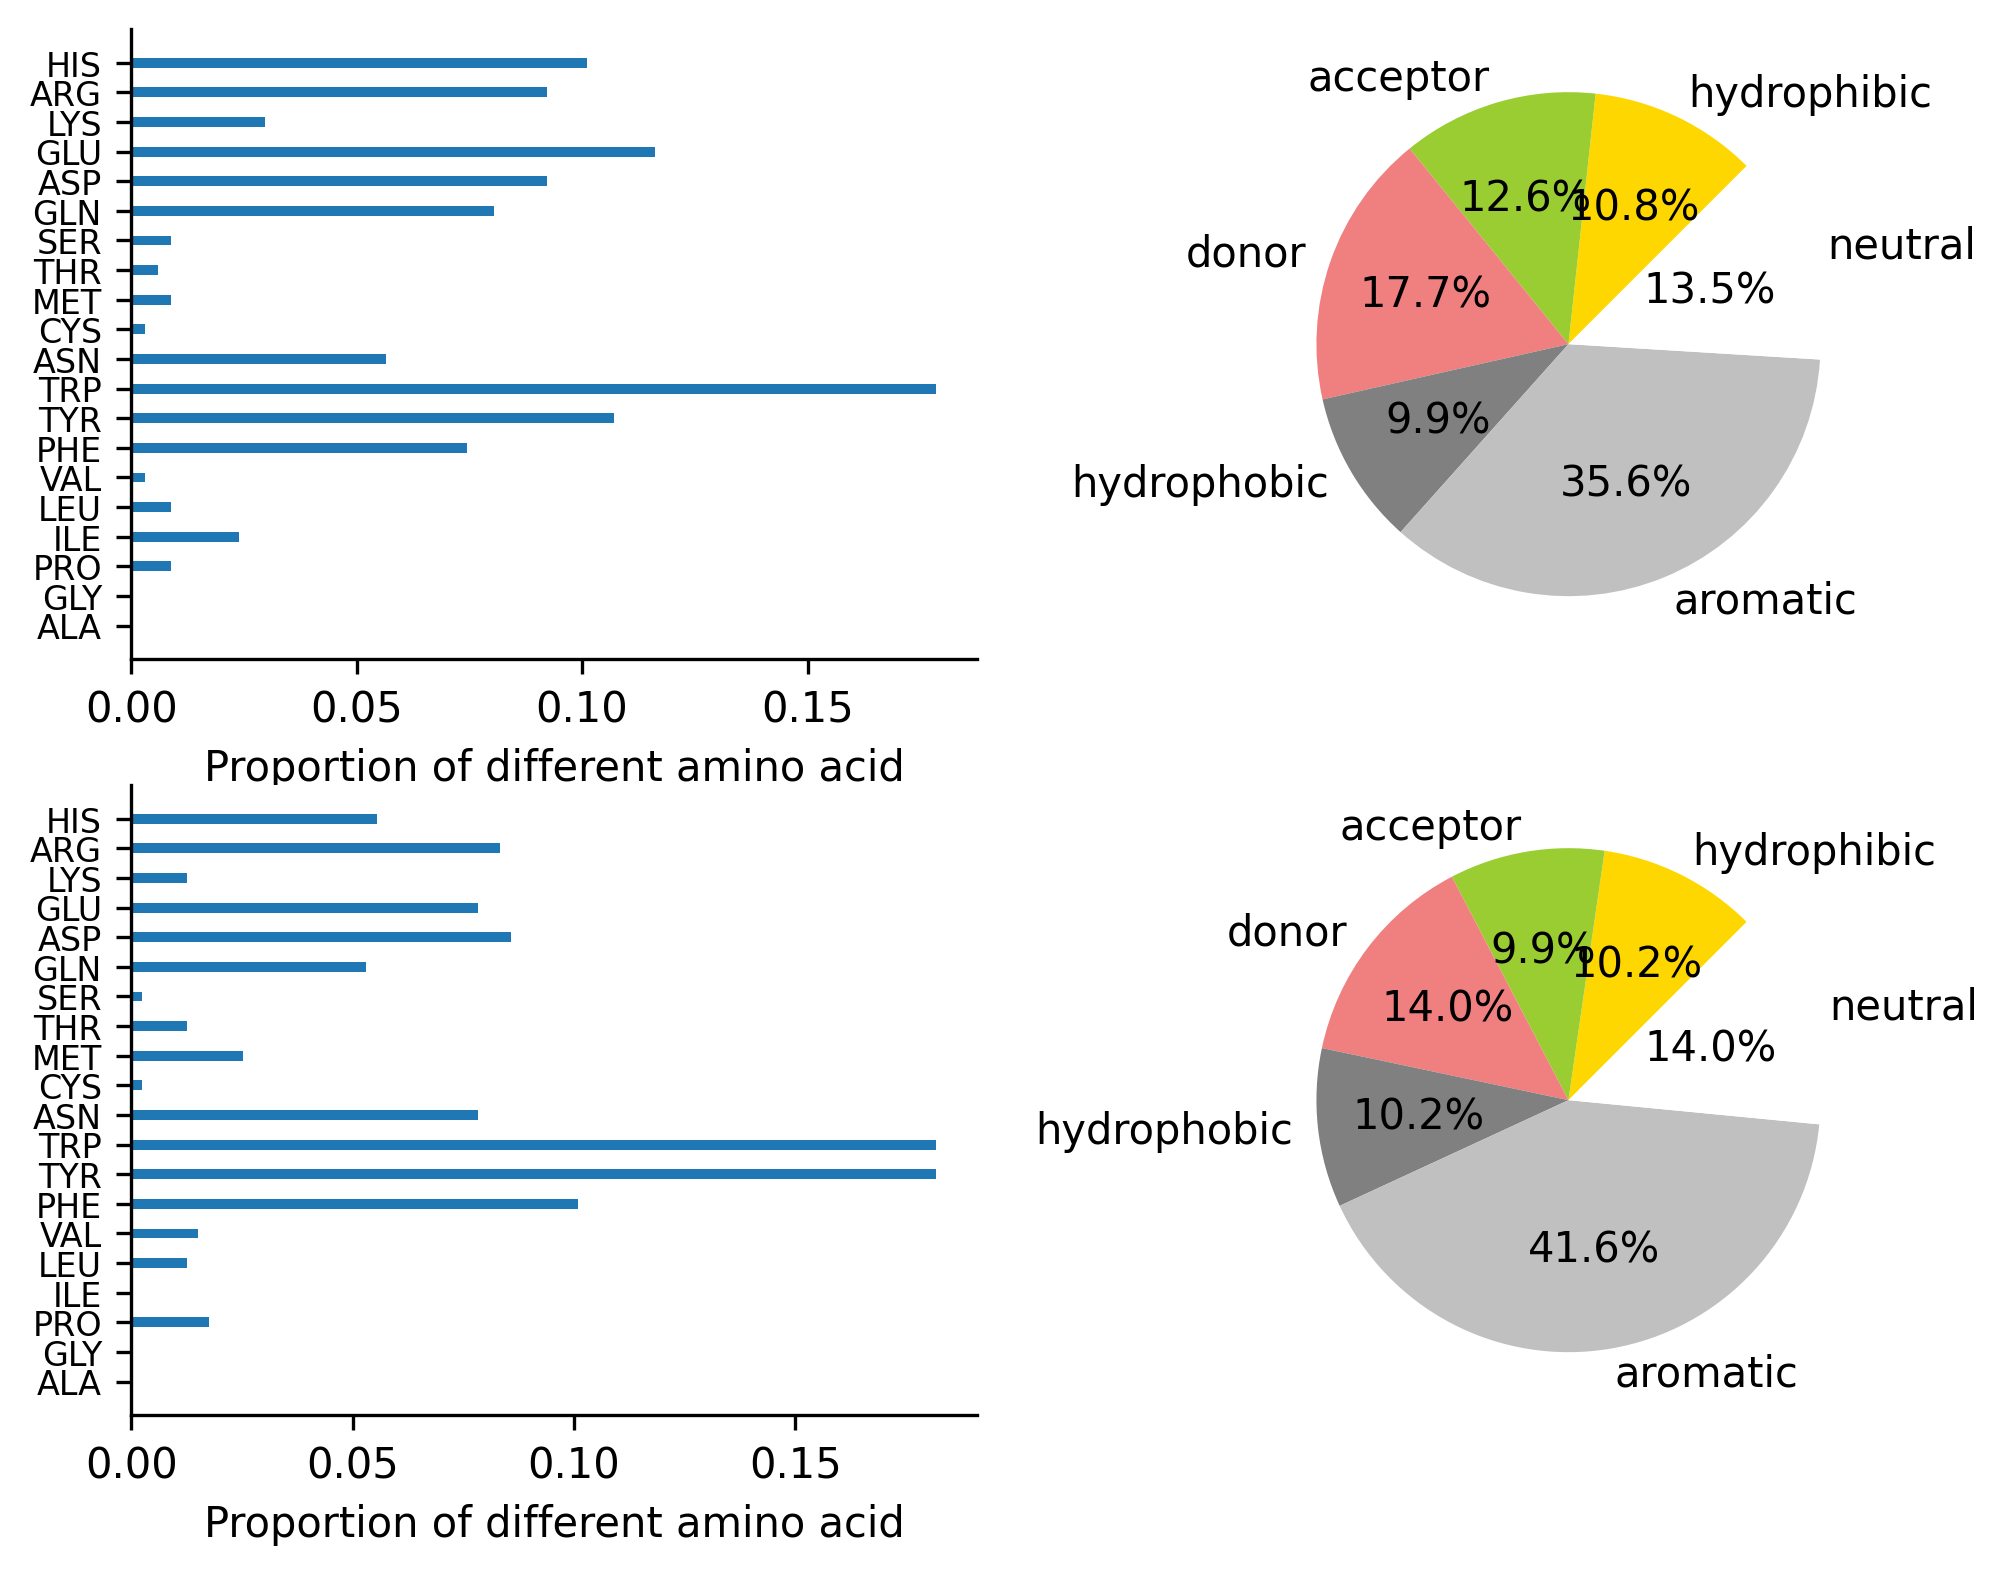 HIS
ARG
LYS
GLU
ASP
GLN
SER
THR
MET
CYS
ASN
TRP
TYR
PHE
VAL
LEU
ILE
PRO
GLY
ALA
0.00 0.05 0.10 0.15
Proportion of different amino acid
acceptor
hydrophibic
12.6%
10.8%
donor
neutral
17.7%
13.5%
9.9%
hydrophobic
35.6%
aromatic
HIS
ARG
LYS
GLU
ASP
GLN
SER
THR
MET
CYS
ASN
TRP
TYR
PHE
VAL
LEU
ILE
PRO
GLY
ALA
0.00 0.05 0.10 0.15
Proportion of different amino acid
acceptor
hydrophibic
donor
9.9%
10.2%
14.0%
neutral
14.0%
10.2%
hydrophobic
41.6%
aromatic